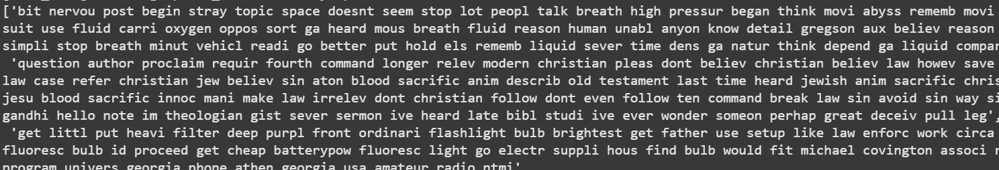 ['bit nervou post begin stray topic space doesnt seem stop lot peopl talk breath high pressur began think movi abyss rememb movi
suit use fluid carri oxygen oppos sort ga heard mous breath fluid reason human unabl anyon know detail gregson aux believ reason
simpli stop breath minut vehicl readi go better put hold els rememb liquid sever time dens ga natur think depend ga liquid compar
'question author proclaim requir fourth command longer relev modern christian pleas dont believ christian believ law howev save
law case refer christian jew believ sin aton blood sacrific anim describ old testament last time heard jewish anim sacrific chris
jesu blood sacrific innoc mani make law irrelev dont christian follow dont even follow ten command break law sin avoid sin way si
gandhi hello note im theologian gist sever sermon ive heard late bibl studi ive ever wonder someon perhap great deceiv pull leg',
'get littl put heavi filter deep purpl front ordinari flashlight bulb brightest get father use setup like law enforc work circa
fluoresc bulb id proceed get cheap batterypow fluoresc light go electr suppli hous find bulb would fit michael covington associ
program univers georgia phone athen georgia usa amateur radio ntmi'